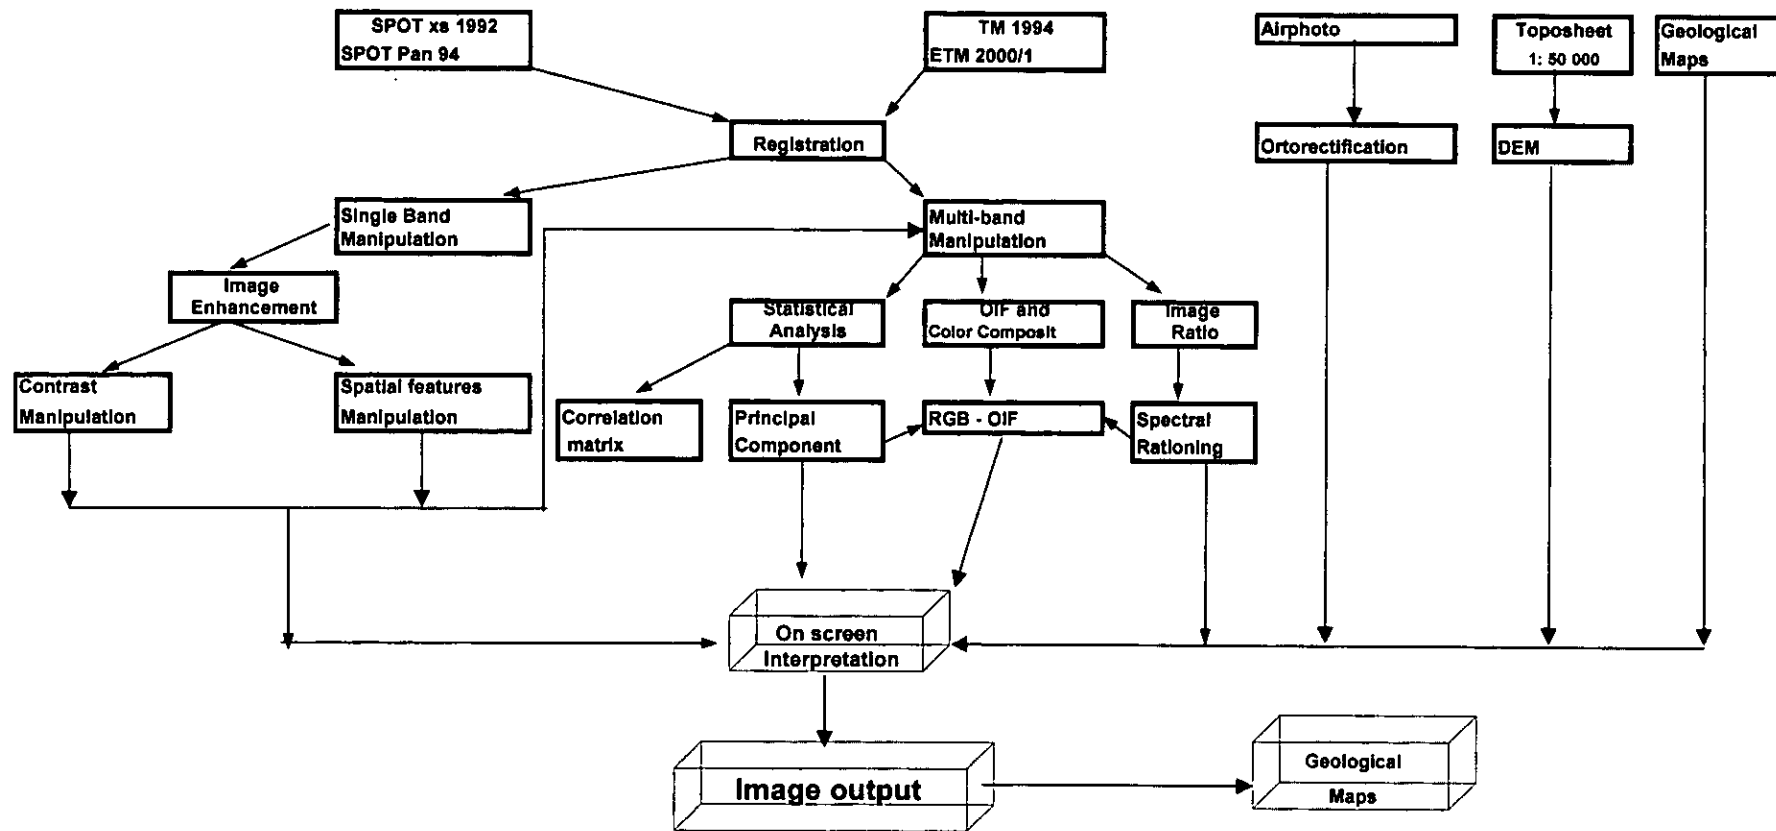 SPOT xs 1992
SPOT Pan 94
TM 1994
ETM 2000/1
Airphoto
Toposheet
1: 50 000
Geological
Maps
Registration
Ortorectification
DEM
Single Band
Manipulation
Multi-band
Manipulation
Image
Enhancement
Statistical
Analysis
OIF and
Color Composit
Image
Ratio
Contrast
Manipulation
Spatial features
Manipulation
Correlation
matrix
Principal
Component
RGB - OIF
Spectral
Rationing
On screen
Interpretation
Image output
Geological
Maps